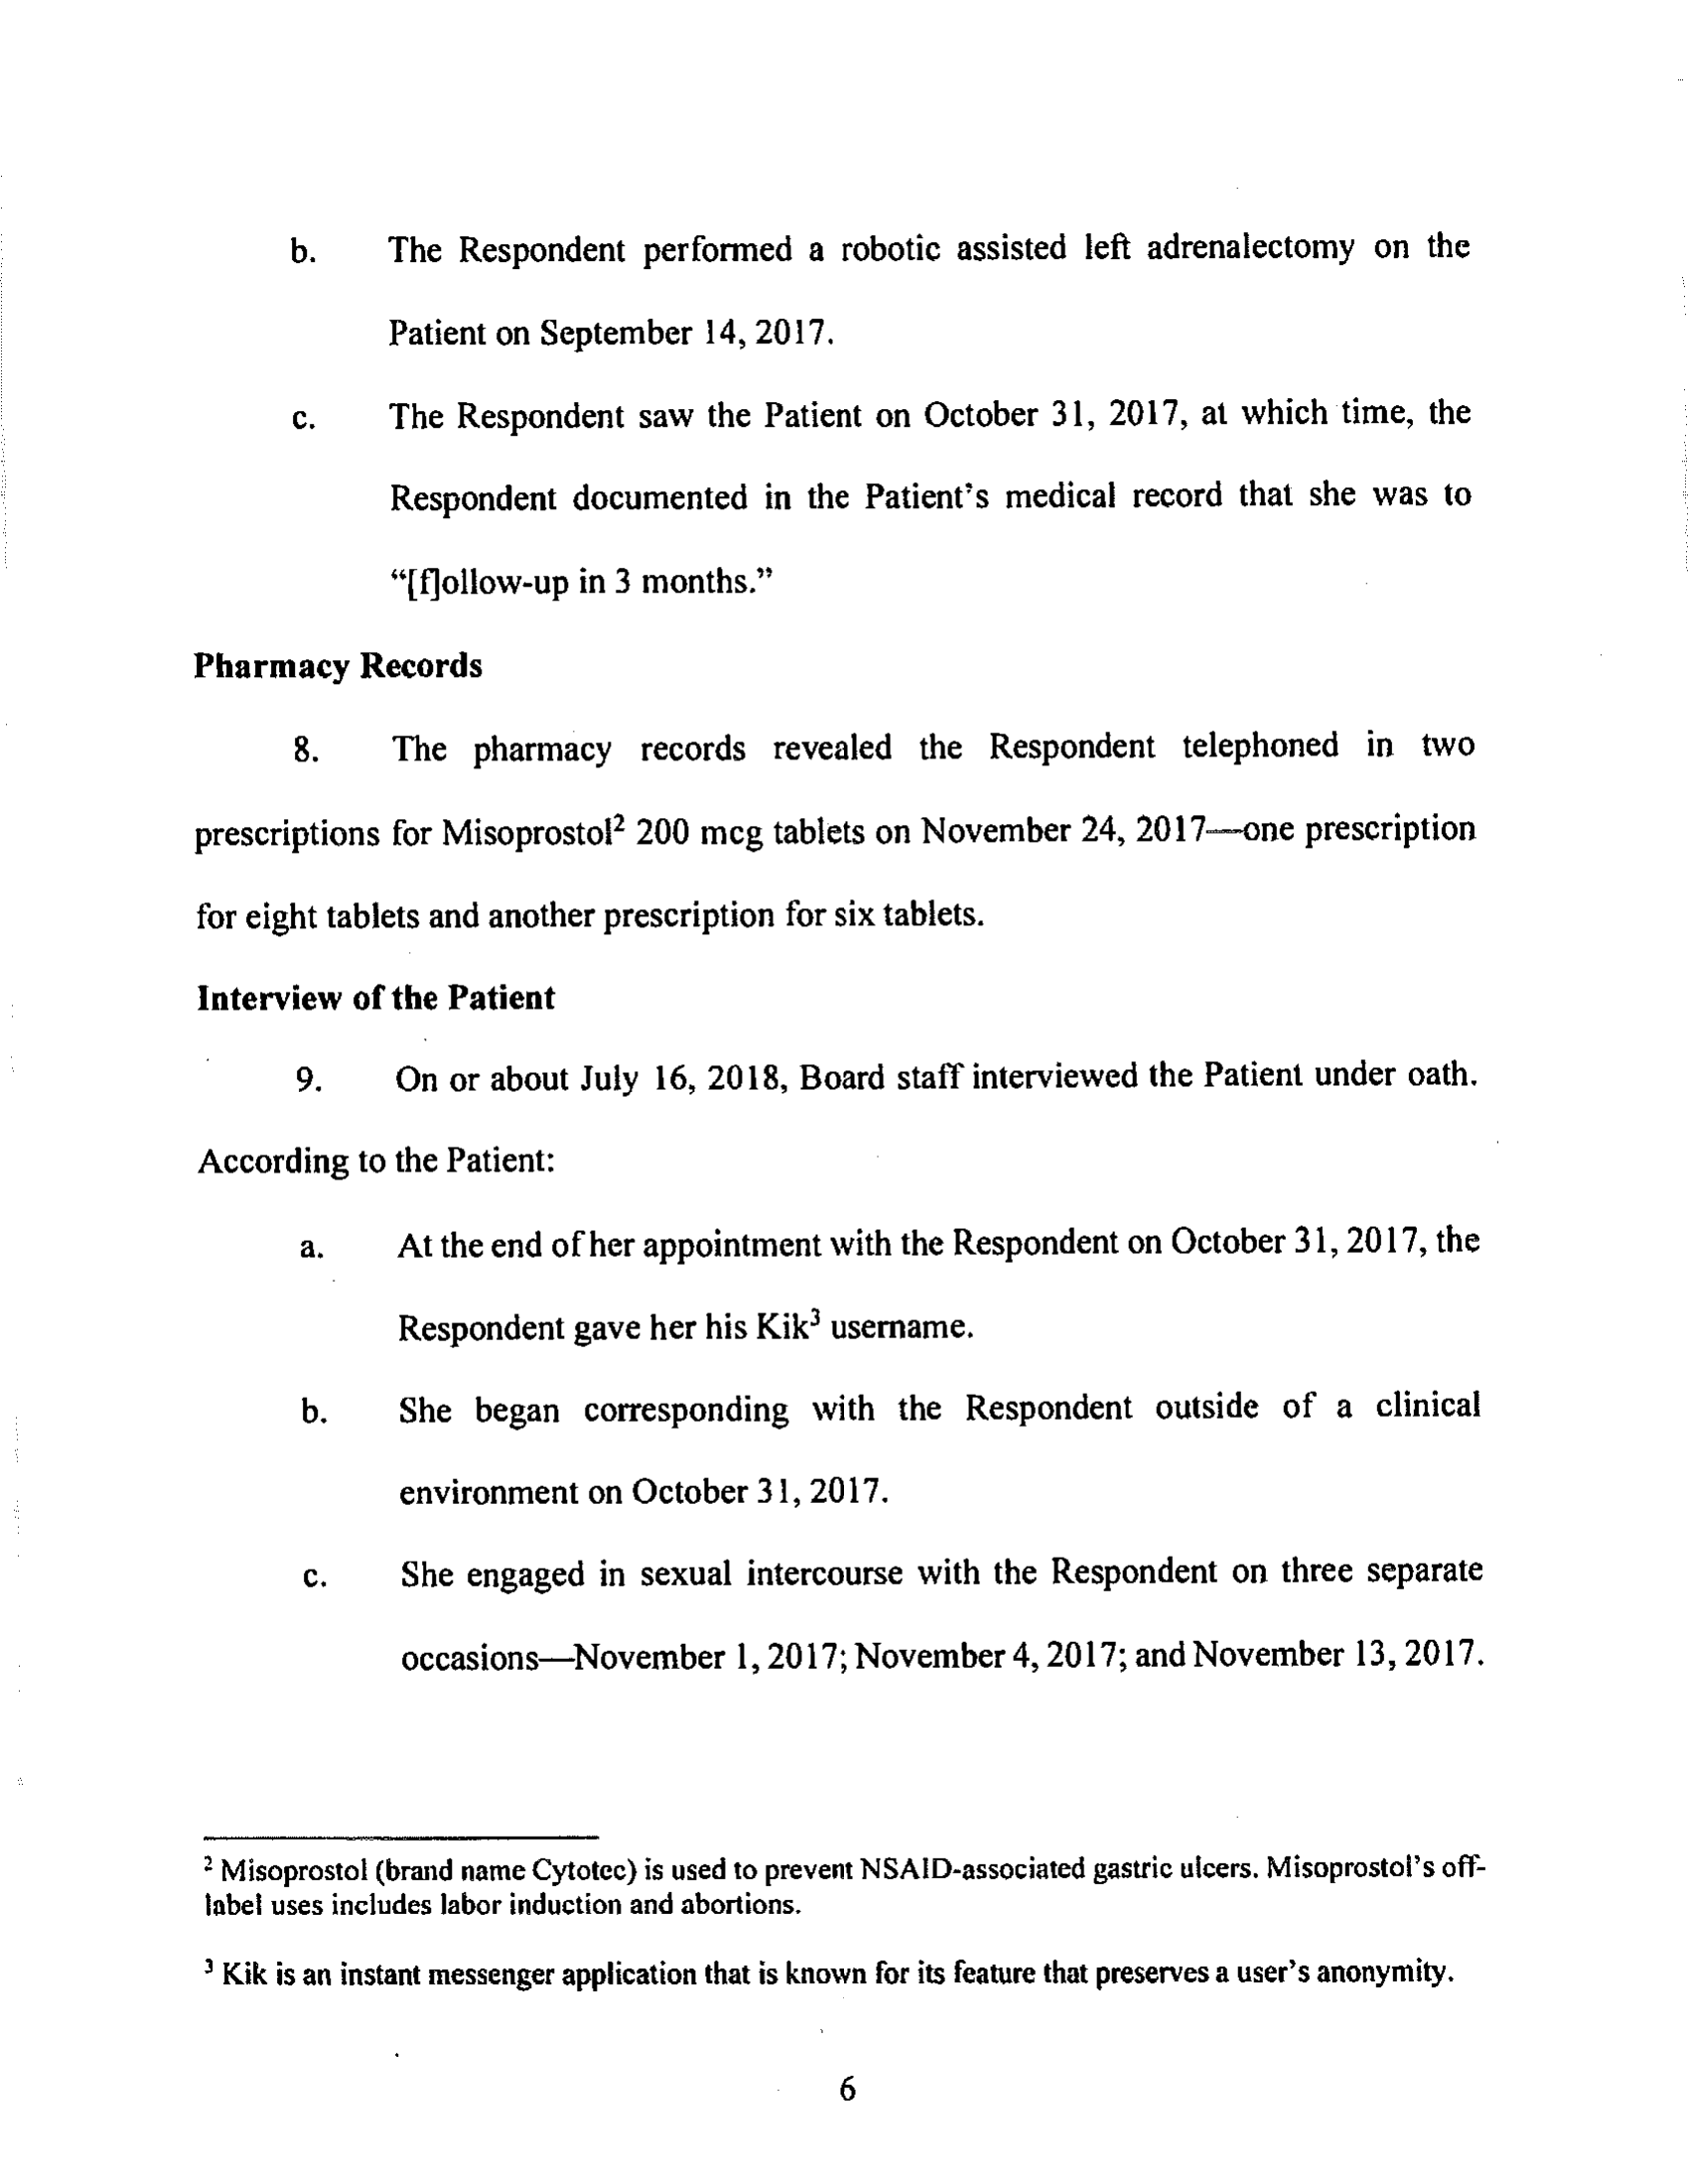 b. The Respondent performed a robotic assisted left adrenalectomy on the
Patient on September 14, 2017.
c. The Respondent saw the Patient on October 31, 2017, at which time, the
Respondent documented in the Patient's medical record that she was to
“[f]ollow-up in 3 months.”
Pharmacy Records
8. The pharmacy records revealed the Respondent telephoned in two
prescriptions for Misoprostol² 200 mcg tablets on November 24, 2017—one prescription
for eight tablets and another prescription for six tablets.
Interview of the Patient
9. On or about July 16, 2018, Board staff interviewed the Patient under oath.
According to the Patient:
a. At the end of her appointment with the Respondent on October 31, 2017, the
Respondent gave her his Kik³ username.
b. She began corresponding with the Respondent outside of a clinical
environment on October 31, 2017.
c. She engaged in sexual intercourse with the Respondent on three separate
occasions—November 1, 2017; November 4, 2017; and November 13, 2017.
² Misoprostol (brand name Cytotec) is used to prevent NSAID-associated gastric ulcers. Misoprostol's off-
label uses includes labor induction and abortions.
³ Kik is an instant messenger application that is known for its feature that preserves a user's anonymity.
6